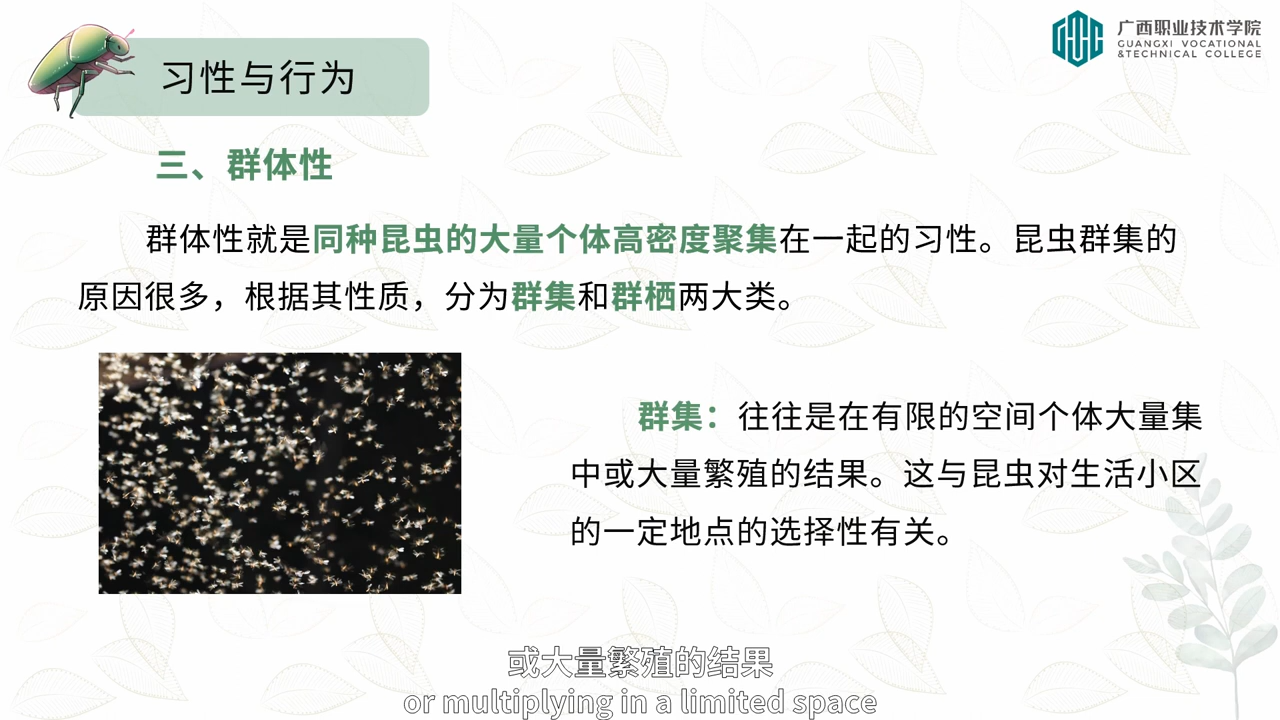 习性与行为
广西职业技术学院
GUANGXI VOCATIONAL
&TECHNICAL COLLEGE
三、群体性
群体性就是同种昆虫的大量个体高密度聚集在一起的习性。昆虫群集的
原因很多，根据其性质，分为群集和群栖两大类。
群集：往往是在有限的空间个体大量集
中或大量繁殖的结果。这与昆虫对生活小区
的一定地点的选择性有关。
或大量繁殖的结果
or multiplying in a limited space